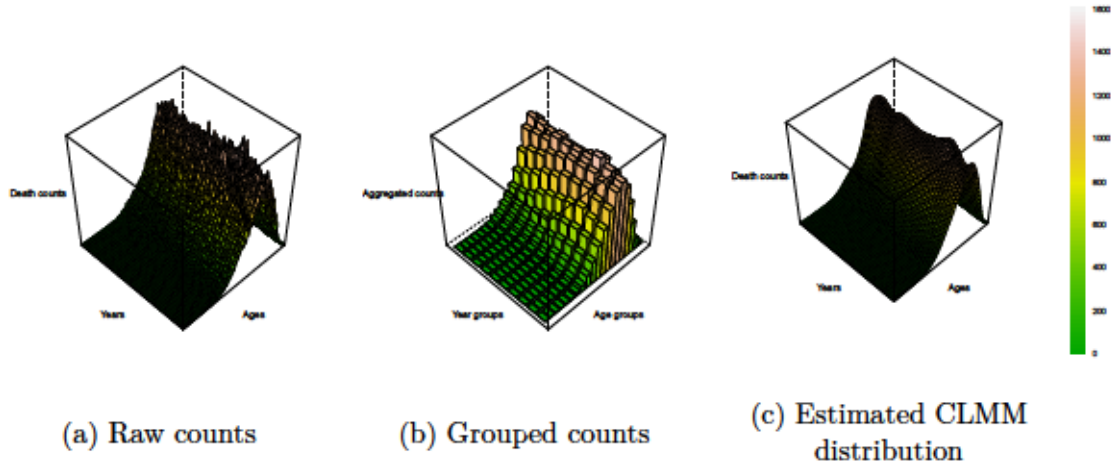 Death counts
Years
Ages
(a) Raw counts
Aggregated counts
Year groups
Age groups
(b) Grouped counts
Death counts
Years
Ages
(c) Estimated CLMM
distribution
1600
1400
1200
1000
800
600
400
200
0